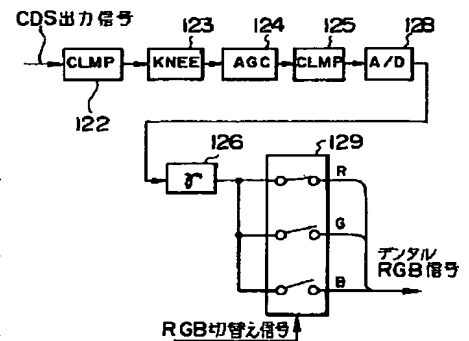 CDS出力信号
123
124
125
128
CLMP
KNEE
AGC
CLMP
A/D
122
126
129
γ
R
G
B
デンタル
RGB信号
RGB切替え信号